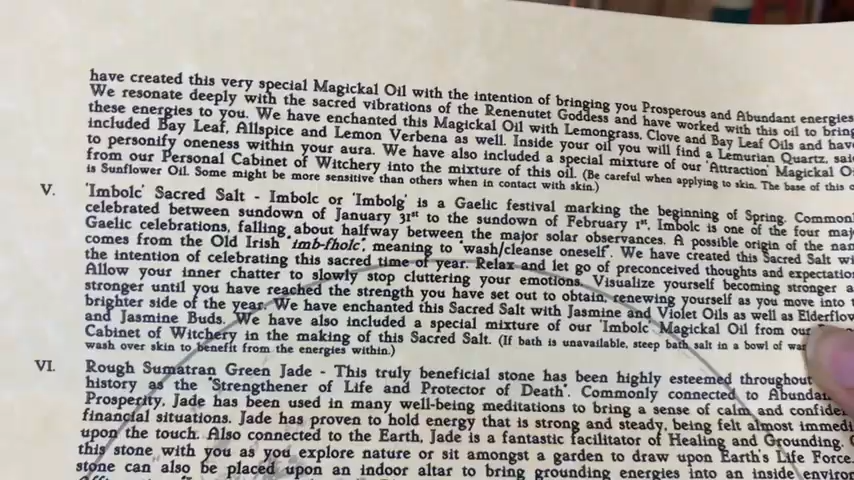 have created this very special Magickal Oil with the intention of bringing you Prosperous and Abundant energies
We resonate deeply with the sacred vibrations of the Renenutet Goddess and have worked with this oil to bring
these energies to you. We have enchanted this Magickal Oil with Lemongrass, Clove and Bay Leaf Oils and have
included Bay Leaf, Allspice and Lemon Verbena as well. Inside your oil you will find a Lemurian Quartz, said
to personify oneness within your aura. We have also included a special mixture of our 'Attraction' Magickal
from our Personal Cabinet of Witchery into the mixture of this oil. (Be careful when applying to skin. The base of this
is Sunflower Oil. Some might be more sensitive than others when in contact with skin.)
V. 'Imbolc' Sacred Salt - Imbolc or 'Imbolg' is a Gaelic festival marking the beginning of Spring.
celebrated between sundown of January 31st to the sundown of February 1st, Imbolc is one of the four
Gaelic celebrations, falling about halfway between the major solar observances. A possible origin of the
comes from the Old Irish 'imb-fholc', meaning to 'wash/cleanse oneself'. We have created this Sacred Salt
the intention of celebrating this sacred time of year. Relax and let go of preconceived thoughts and
Allow your inner chatter to slowly stop cluttering your emotions. Visualize yourself becoming stronger
stronger until you have reached the strength you have set out to obtain, renewing yourself as you move into
brighter side of the year. We have enchanted this Sacred Salt with Jasmine and Violet Oils as well as
and Jasmine Buds. We have also included a special mixture of our 'Imbolc' Magickal Oil from our
Cabinet of Witchery in the making of this Sacred Salt. (If bath is unavailable, steep bath salt in a bowl of
wash over skin to benefit from the energies within.)
VI. Rough Sumatran Green Jade - This truly beneficial stone has been highly esteemed throughout
history as the 'Strengthener of Life and Protector of Death'. Commonly connected to
Prosperity, Jade has been used in many well-being meditations to bring a sense of calm and
financial situations. Jade has proven to hold energy that is strong and steady, being felt almost
upon the touch. Also connected to the Earth, Jade is a fantastic facilitator of Healing and Grounding.
this stone with you as you explore nature or sit amongst a garden to draw upon Earth's Life Force.
stone can also be placed upon an indoor altar to bring grounding energies into an inside